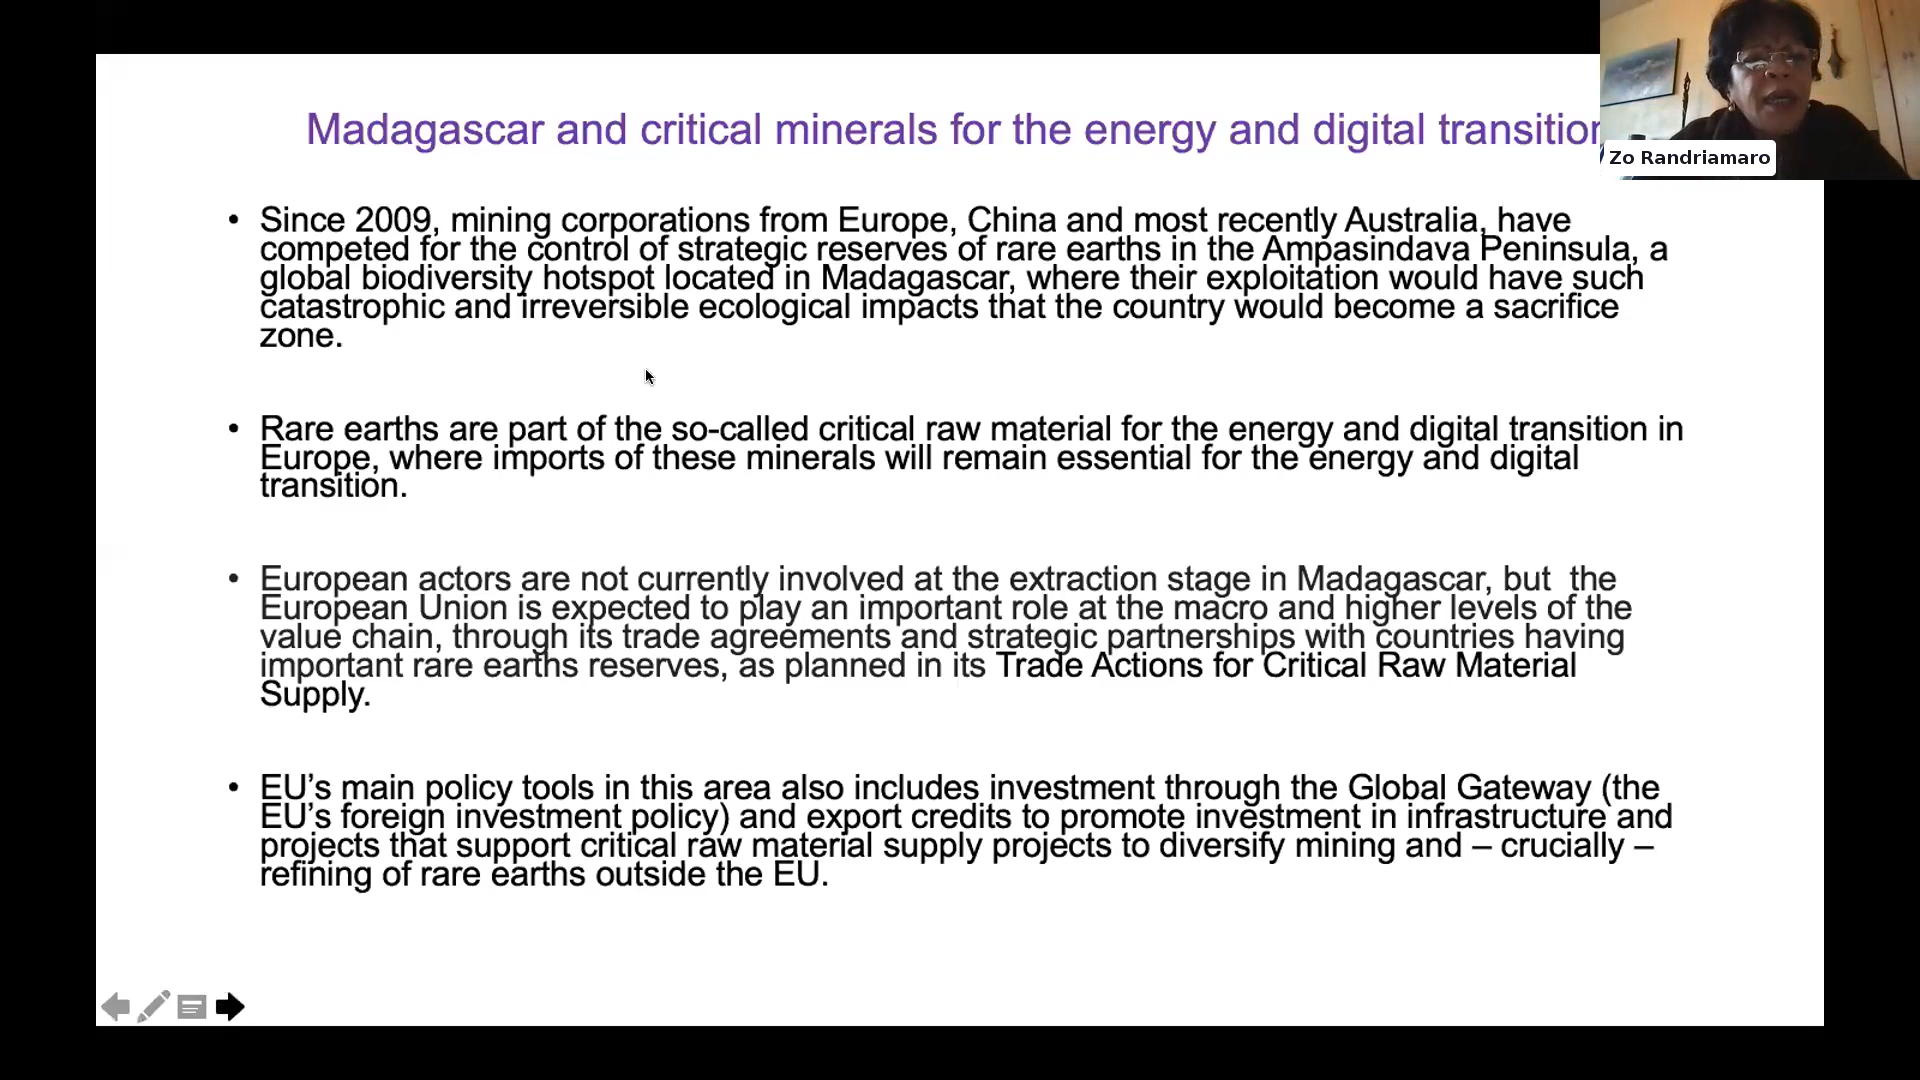 Madagascar and critical minerals for the energy and digital transition
Zo Randriamaro
• Since 2009, mining corporations from Europe, China and most recently Australia, have
competed for the control of strategic reserves of rare earths in the Ampasindava Peninsula, a
global biodiversity hotspot located in Madagascar, where their exploitation would have such
catastrophic and irreversible ecological impacts that the country would become a sacrifice
zone.
• Rare earths are part of the so-called critical raw material for the energy and digital transition in
Europe, where imports of these minerals will remain essential for the energy and digital
transition.
• European actors are not currently involved at the extraction stage in Madagascar, but  the
European Union is expected to play an important role at the macro and higher levels of the
value chain, through its trade agreements and strategic partnerships with countries having
important rare earths reserves, as planned in its Trade Actions for Critical Raw Material
Supply.
• EU’s main policy tools in this area also includes investment through the Global Gateway (the
EU’s foreign investment policy) and export credits to promote investment in infrastructure and
projects that support critical raw material supply projects to diversify mining and – crucially –
refining of rare earths outside the EU.